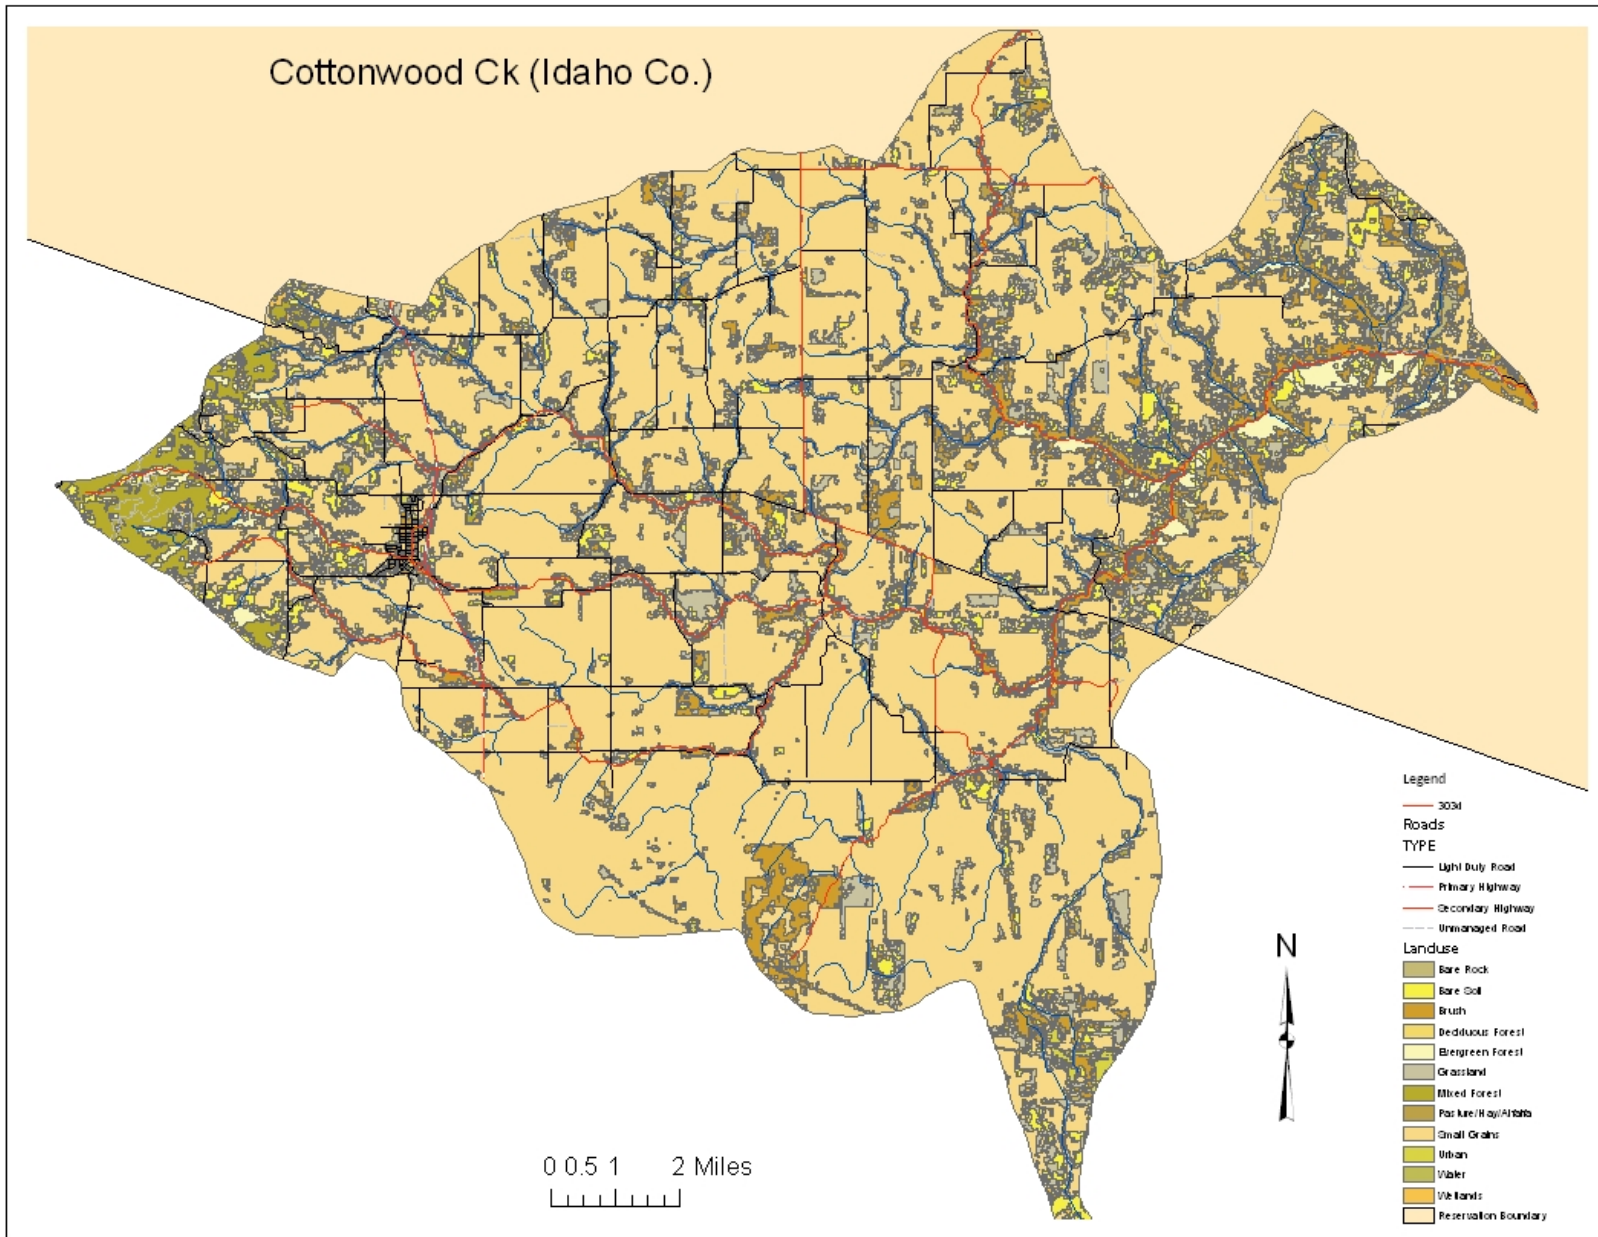 Cottonwood Ck (Idaho Co.)
Legend
303d
Roads
TYPE
Light Duty Road
Primary Highway
Secondary Highway
Unmanaged Road
N
Landuse
Bare Rock
Bare Soil
Brush
Deciduous Forest
Evergreen Forest
Grassland
Mixed Forest
Pasture/Hay/Alfalfa
Small Grains
Urban
Water
Wetlands
Reservation Boundary
0 0.5 1 2 Miles